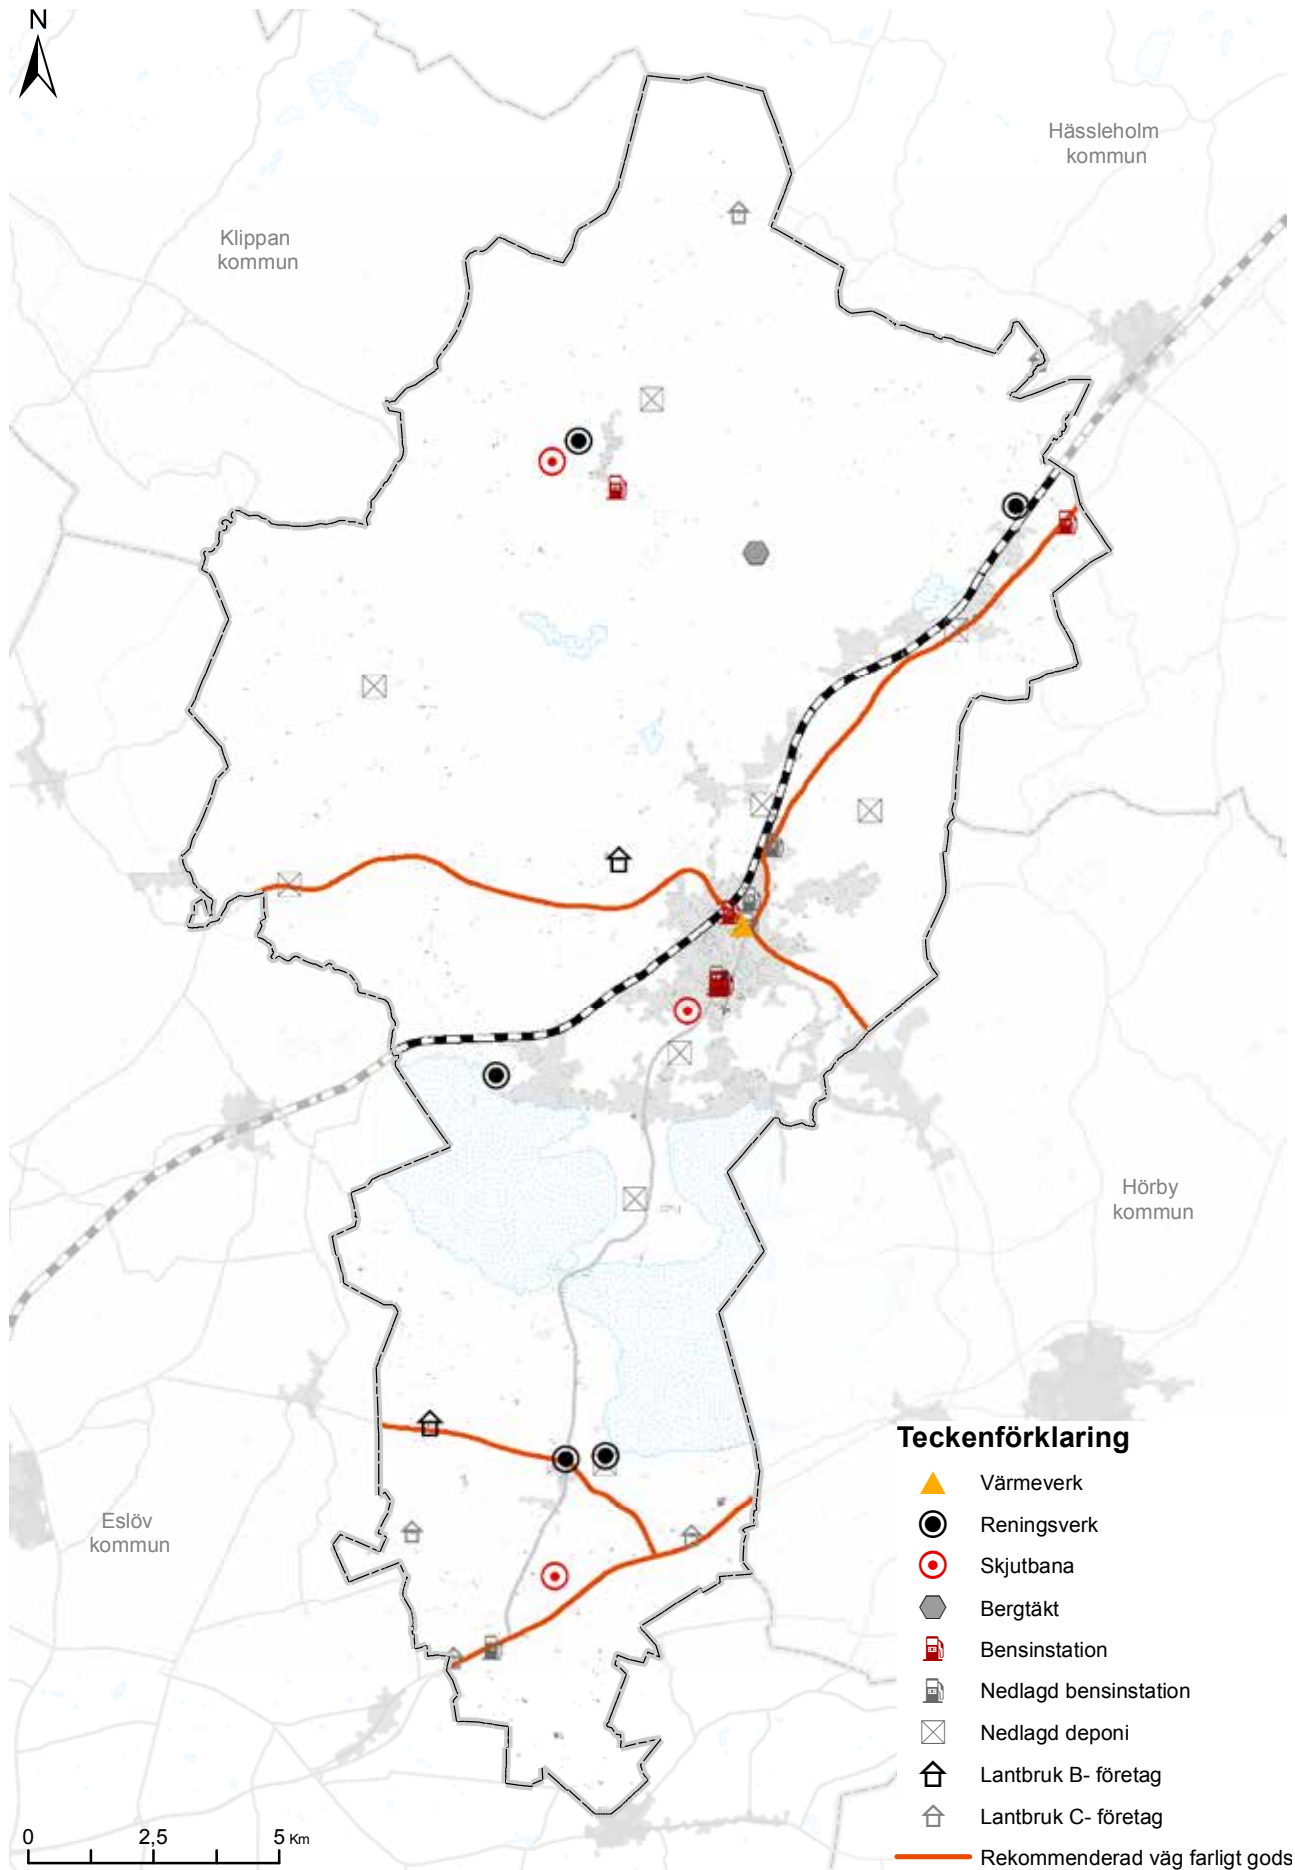 N
Hässleholm
kommun
Klippan
kommun
Hörby
kommun
Eslöv
kommun
Teckenförklaring
Värmeverk
Reningsverk
Skjutbana
Bergtäkt
Bensinstation
Nedlagd bensinstation
Nedlagd deponi
Lantbruk B- företag
Lantbruk C- företag
Rekommenderad väg farligt gods
0 2,5 5 Km